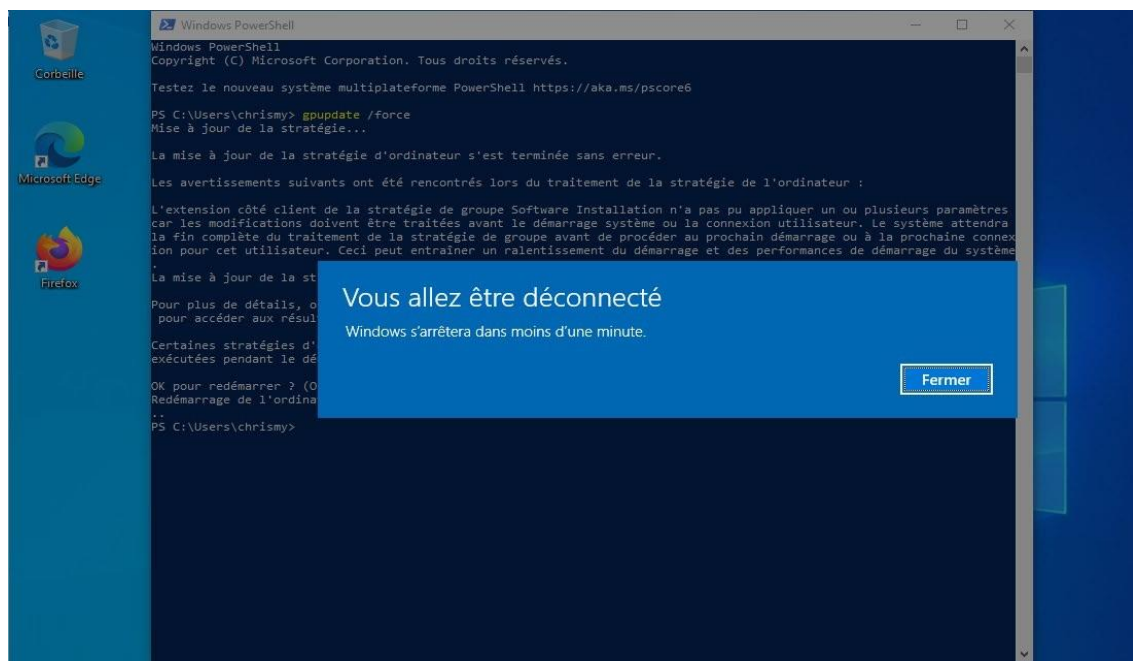 Corbeille
Microsoft Edge
Firefox
Windows PowerShell
Windows PowerShell
Copyright (C) Microsoft Corporation. Tous droits réservés.
Testez le nouveau système multiplateforme PowerShell https://aka.ms/pscore6
PS C:\Users\chrismy> gpupdate /force
Mise à jour de la stratégie...
La mise à jour de la stratégie d'ordinateur s'est terminée sans erreur.
Les avertissements suivants ont été rencontrés lors du traitement de la stratégie de l'ordinateur :
L'extension côté client de la stratégie de groupe Software Installation n'a pas pu appliquer un ou plusieurs paramètres
car les modifications doivent être traitées avant le démarrage système ou la connexion utilisateur. Le système attendra
la fin complète du traitement de la stratégie de groupe avant de procéder au prochain démarrage ou à la prochaine connex
ion pour cet utilisateur. Ceci peut entraîner un ralentissement du démarrage et des performances de démarrage du système
.
La mise à jour de la st
Pour plus de détails, o
pour accéder aux résul
Certaines stratégies d'
exécutées pendant le dé
OK pour redémarrer ? (O
Redémarrage de l'ordina
..
PS C:\Users\chrismy>
Vous allez être déconnecté
Windows s’arrêtera dans moins d’une minute.
Fermer